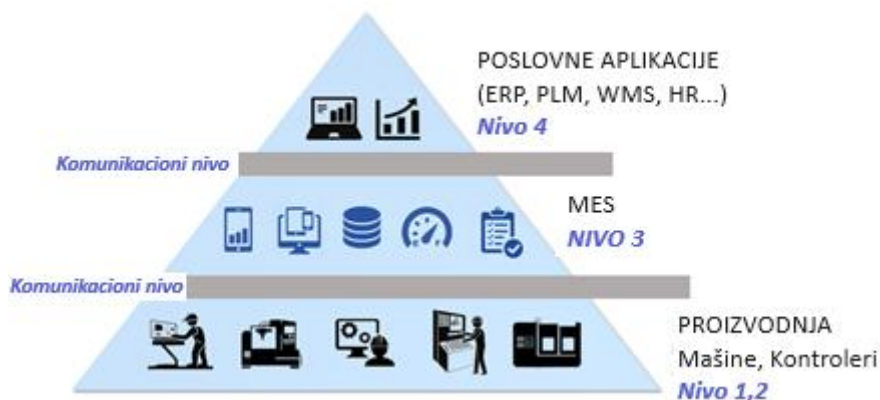 POSLOVNE APLIKACIJE
(ERP, PLM, WMS, HR...)
Nivo 4
Komunikacioni nivo
MES
NIVO 3
Komunikacioni nivo
PROIZVODNJA
Mašine, Kontroleri
Nivo 1,2